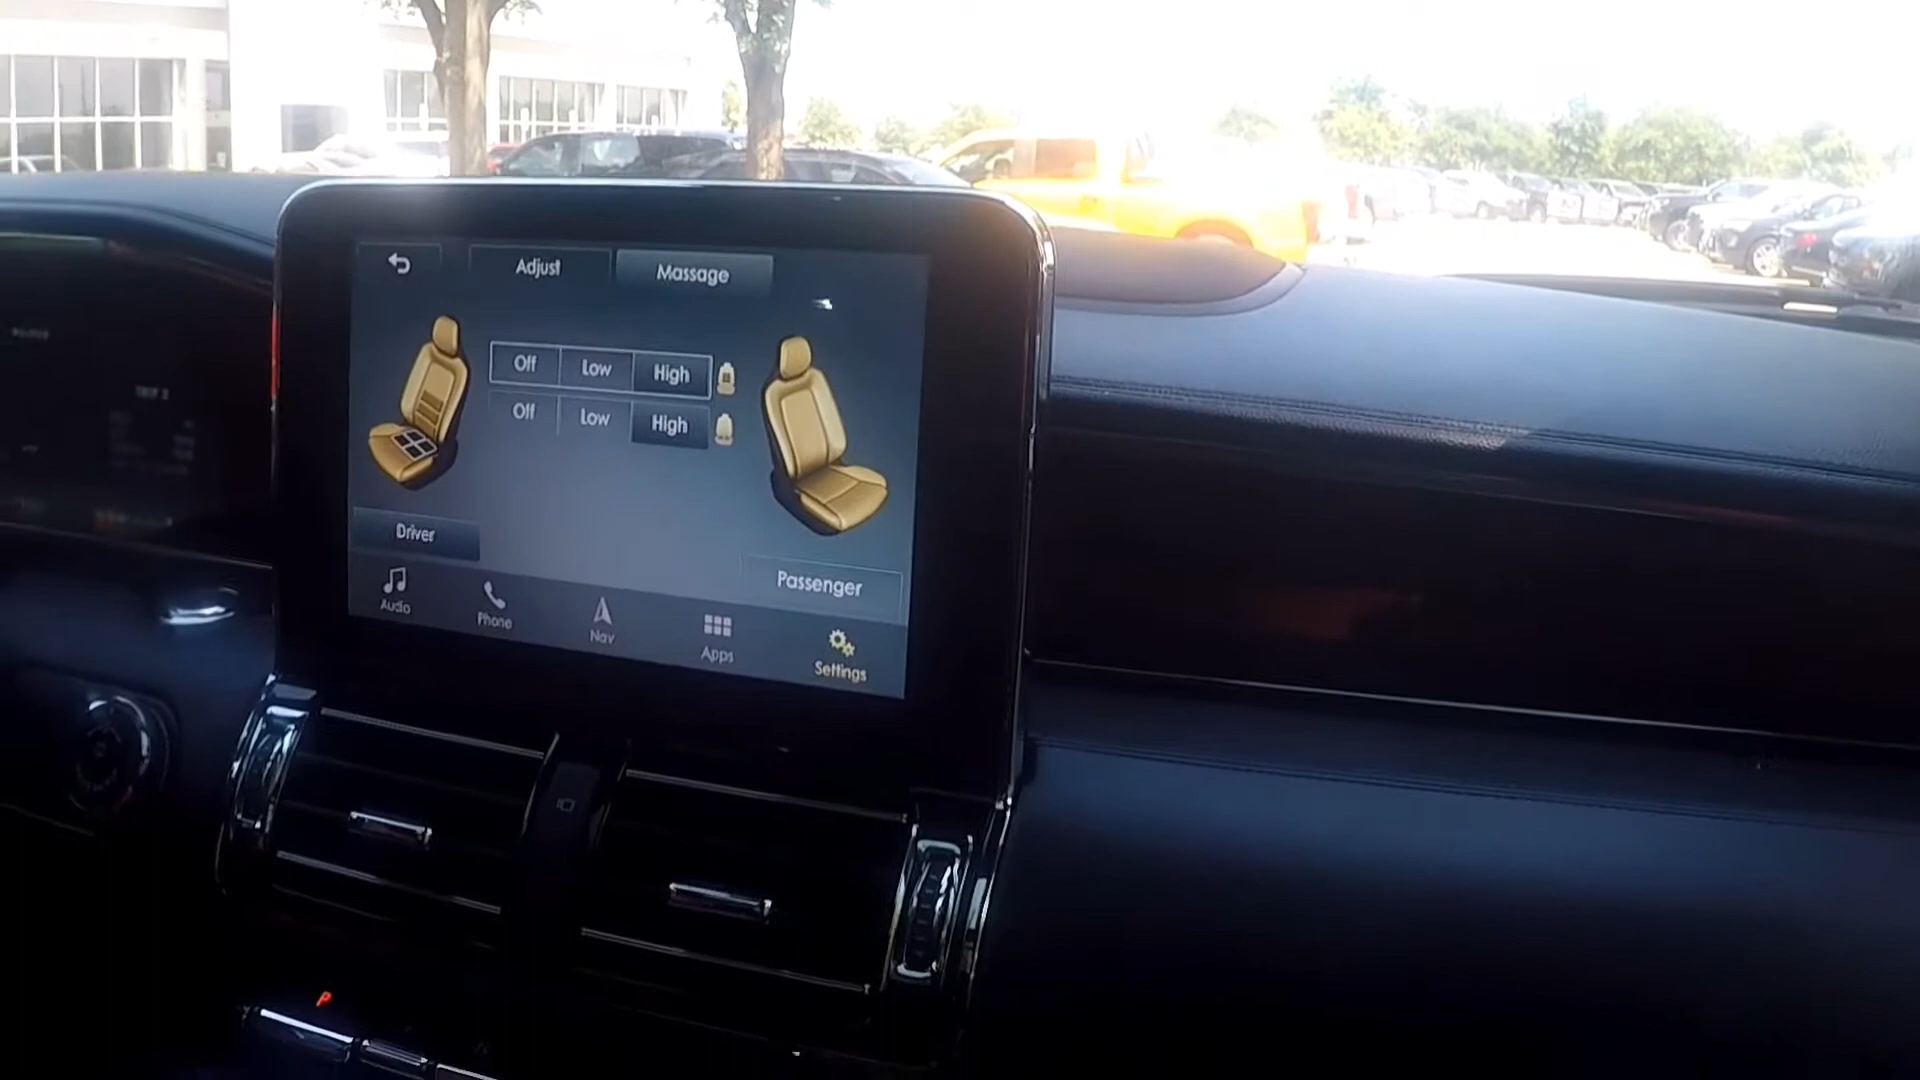 Adjust
Massage
Off Low High
Off Low High
Driver
Passenger
Audio
Phone
Nav
Apps
Settings
P